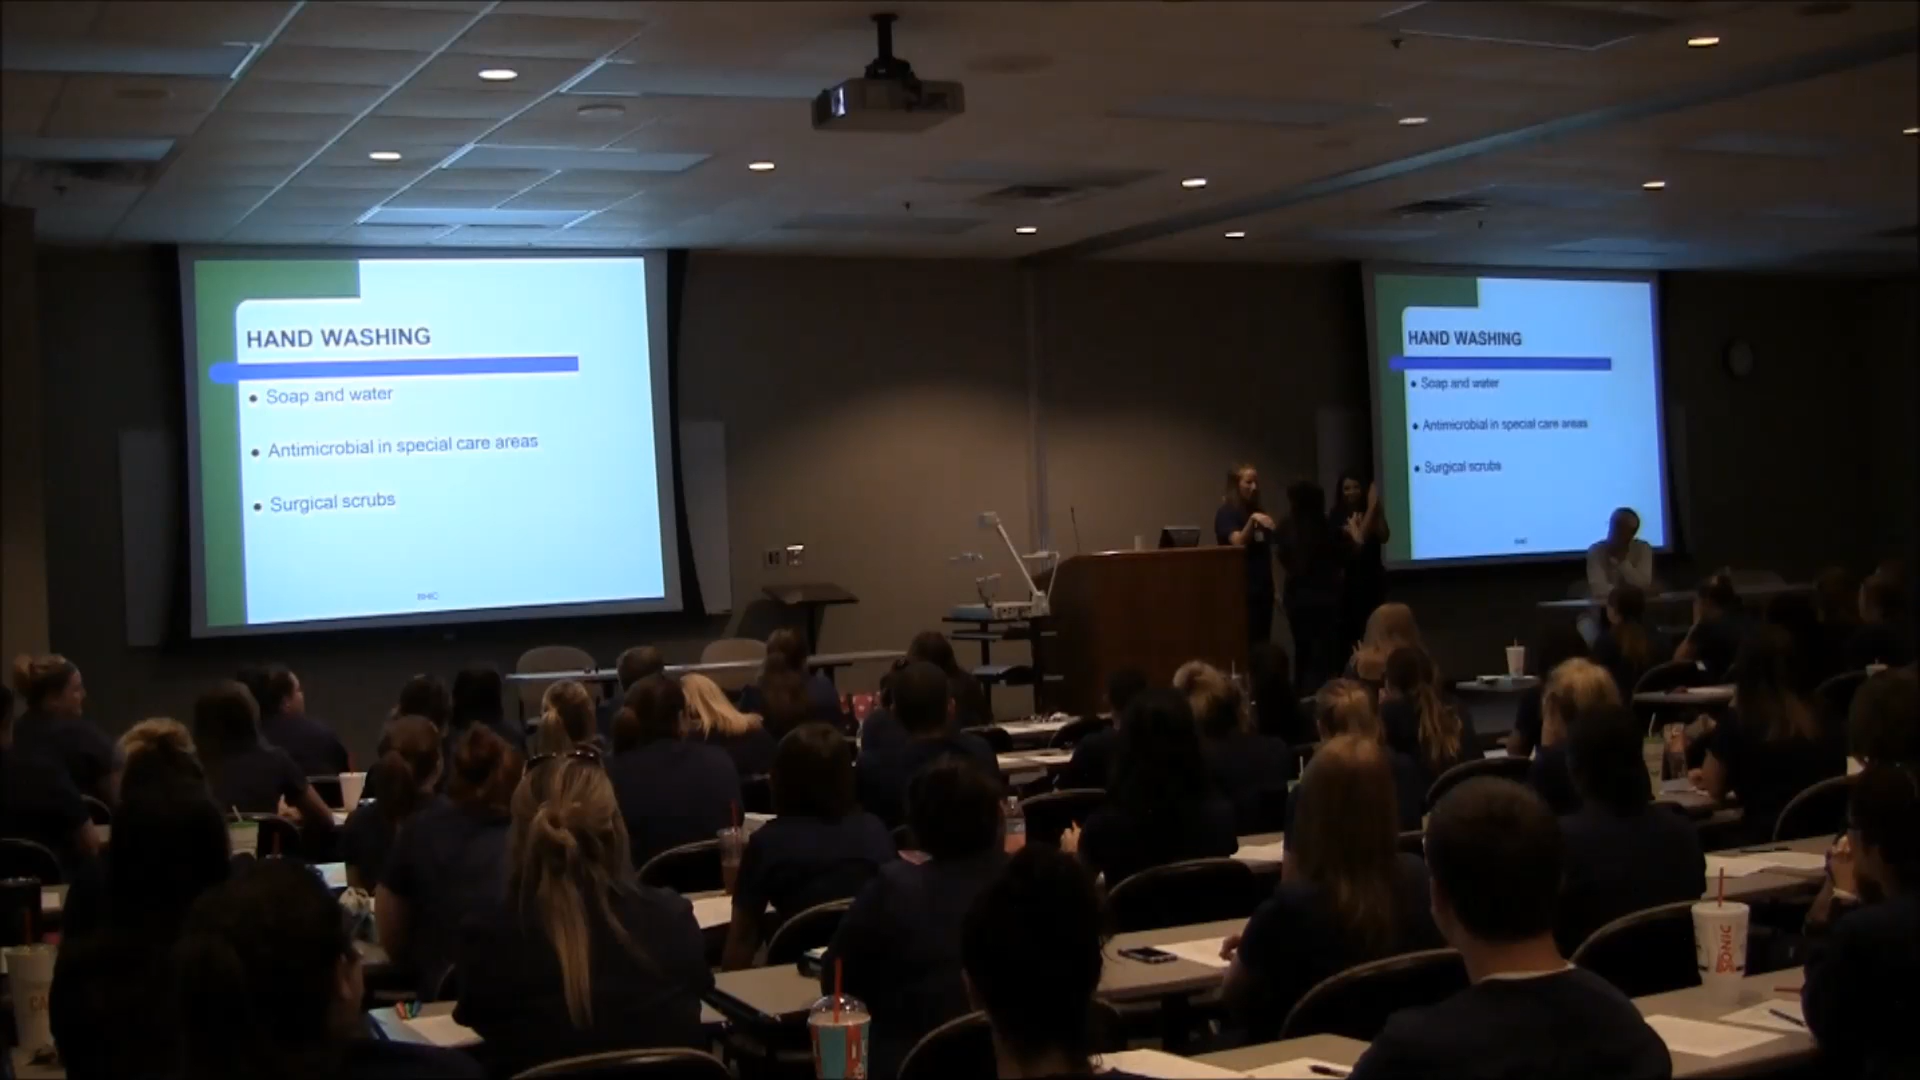 HAND WASHING
• Soap and water
• Antimicrobial in special care areas
• Surgical scrubs
HAND WASHING
• Soap and water
• Antimicrobial in special care areas
• Surgical scrubs
SONIC